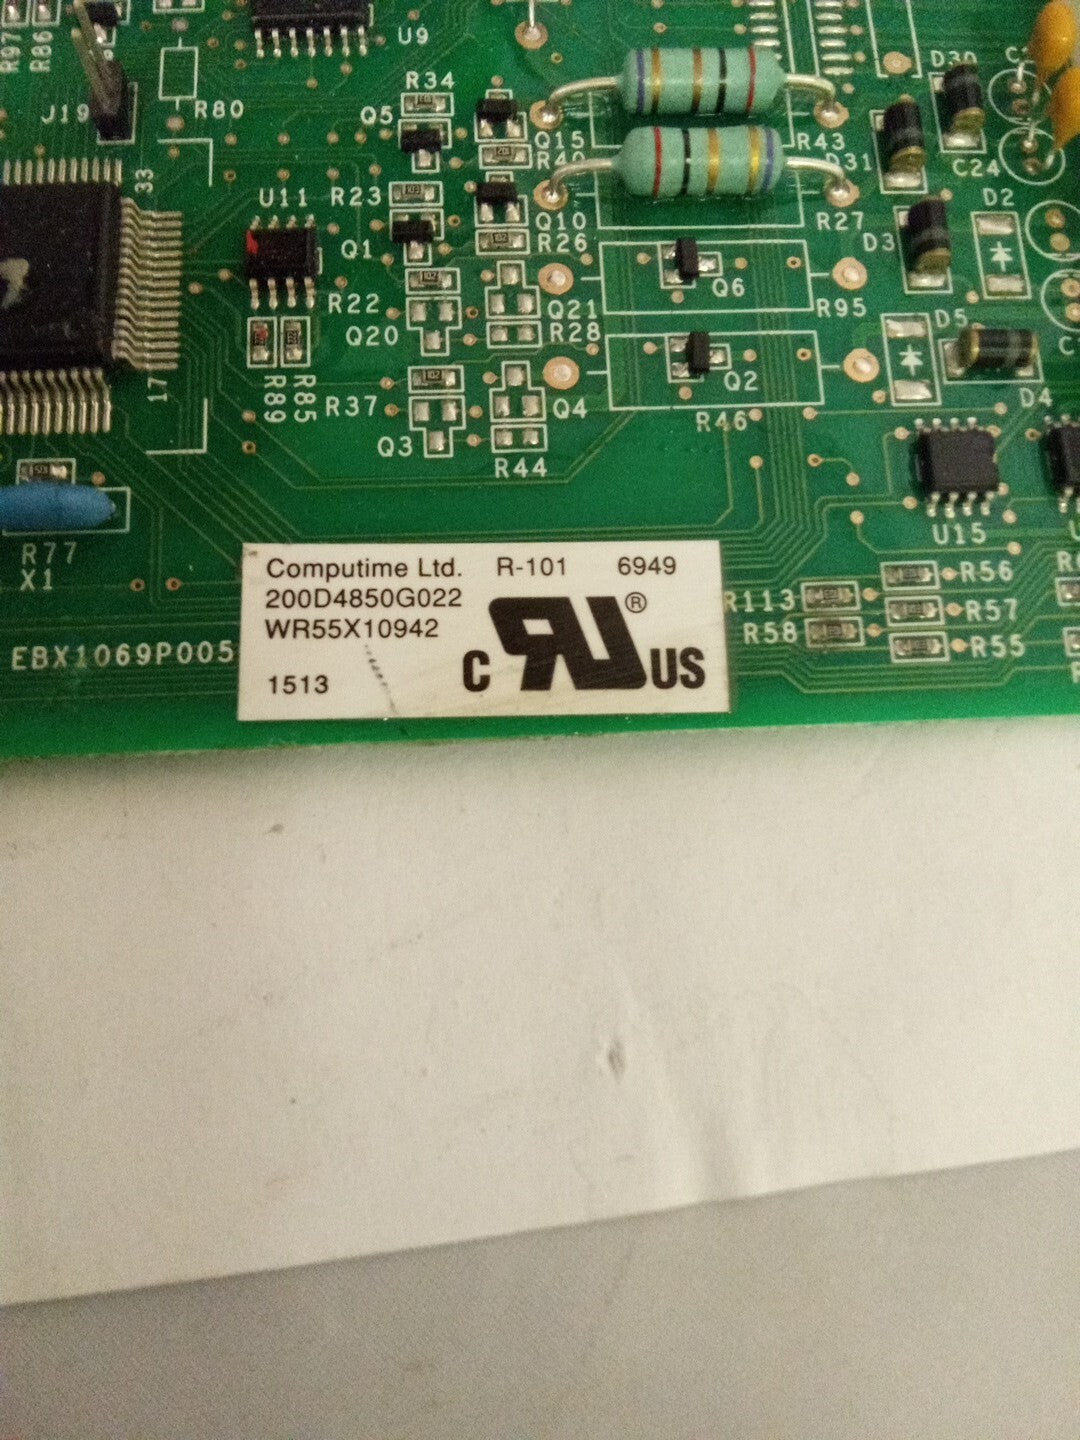 R97
R86
U9
J19
R80
R34
Q5
Q15
R40
R43
D30
D31
C24
33
U11
R23
Q10
R27
D2
Q1
R26
D3
Q6
R22
Q21
R95
Q20
R28
D5
17
R89
R85
R37
Q4
Q2
D4
Q3
R46
R44
U15
R77
X1
Computime Ltd. R-101 6949
200D4850G022
WR55X10942
1513
C RU ® US
EBX1069P005
R113
R56
R57
R58
R55